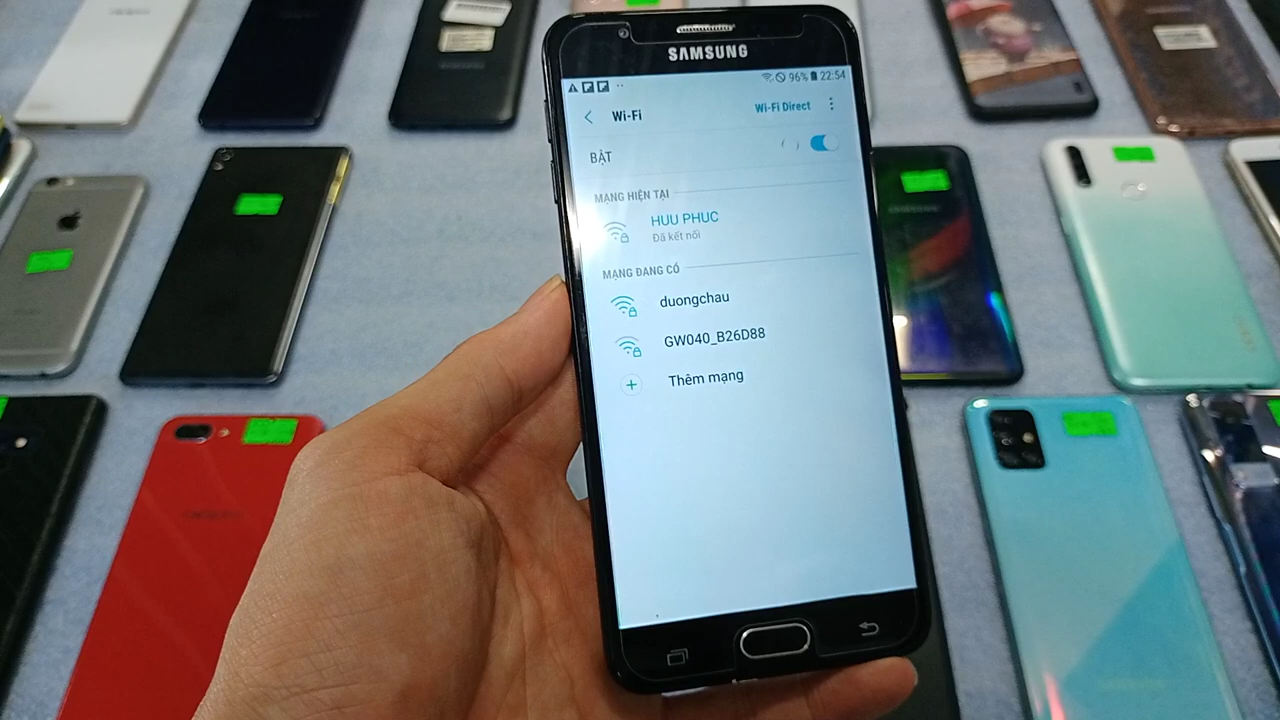 SAMSUNG
96% 22:54
Wi-Fi
Wi-Fi Direct
BẬT
MẠNG HIỆN TẠI
HUU PHUC
Đã kết nối
MẠNG ĐANG CÓ
duongchau
GW040_B26D88
Thêm mạng